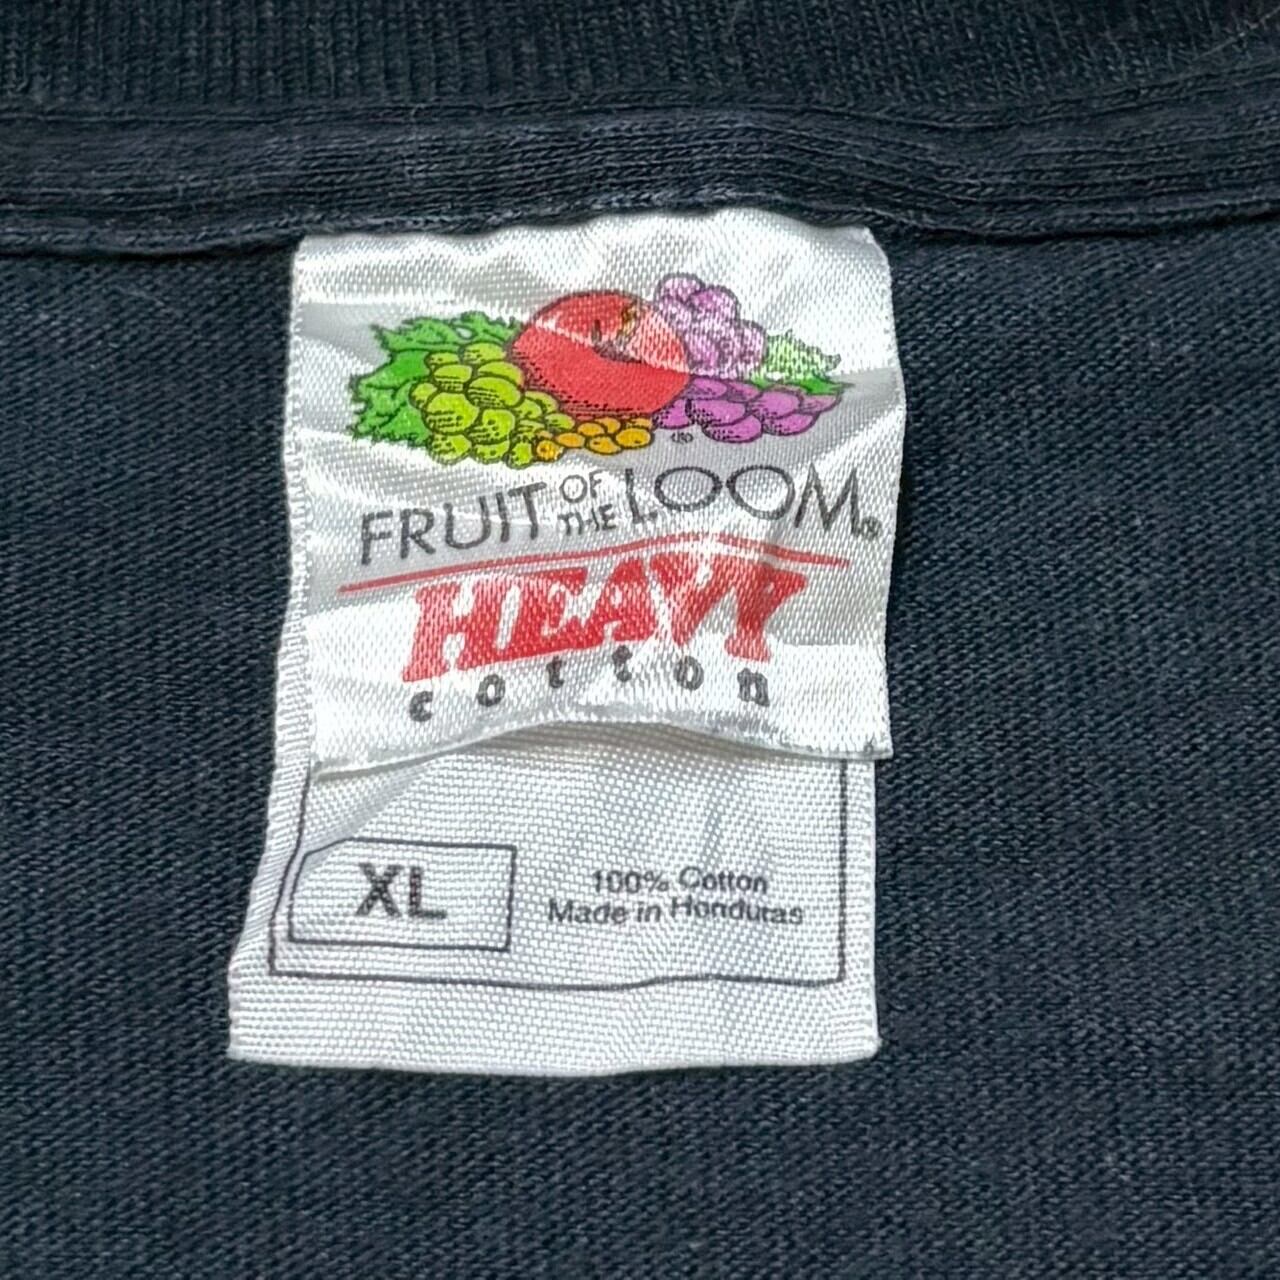 FRUIT OF THE LOOM®
HEAVY
cotton
XL
100% Cotton
Made in Honduras